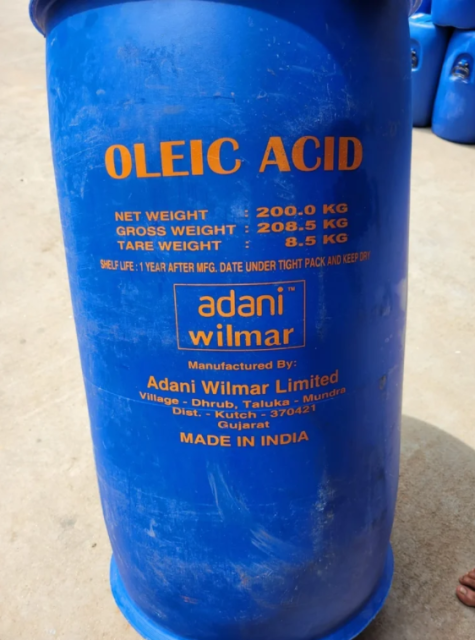 OLEIC ACID
NET WEIGHT : 200.0 KG
GROSS WEIGHT : 208.5 KG
TARE WEIGHT : 8.5 KG
SHELF LIFE : 1 YEAR AFTER MFG. DATE UNDER TIGHT PACK AND KEEP DRY
adani™
wilmar
Manufactured By:
Adani Wilmar Limited
Village - Dhrub, Taluka - Mundra
Dist. - Kutch - 370421
Gujarat
MADE IN INDIA